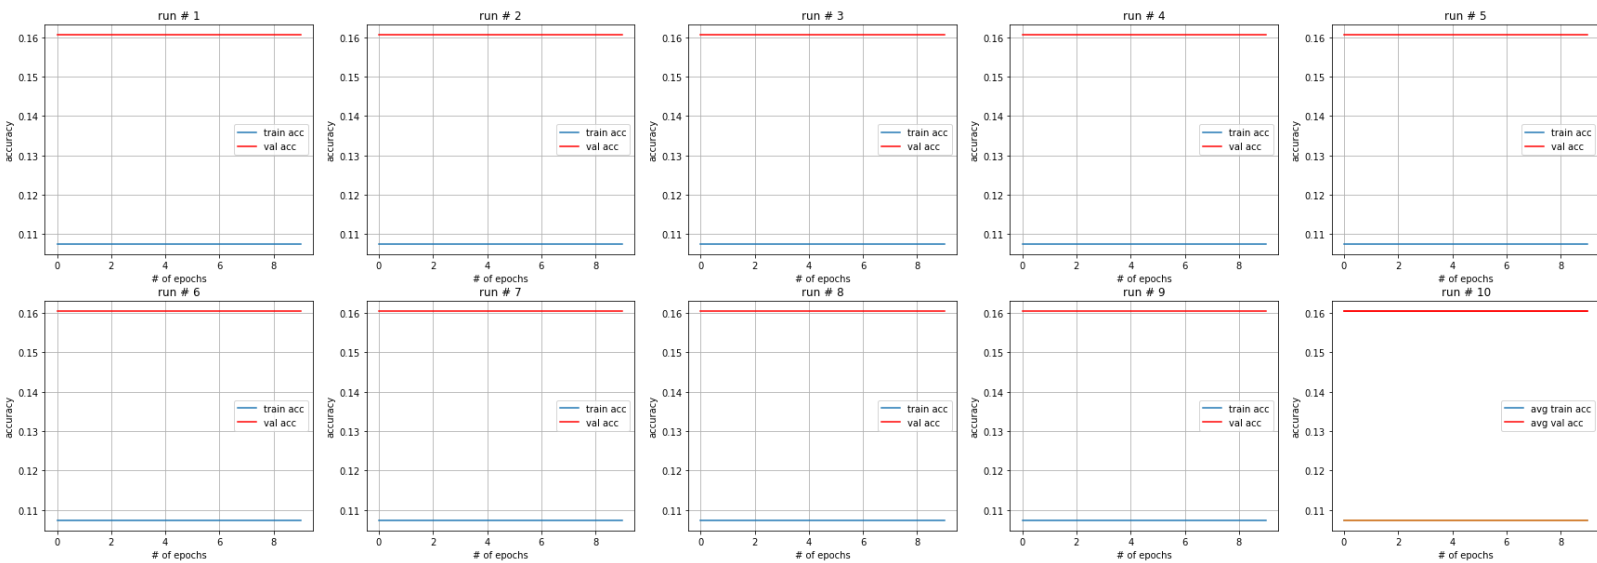 run # 1
accuracy
0.16
0.15
0.14
0.13
0.12
0.11
train acc
val acc
0 2 4 6 8
# of epochs
run # 2
accuracy
0.16
0.15
0.14
0.13
0.12
0.11
train acc
val acc
0 2 4 6 8
# of epochs
run # 3
accuracy
0.16
0.15
0.14
0.13
0.12
0.11
train acc
val acc
0 2 4 6 8
# of epochs
run # 4
accuracy
0.16
0.15
0.14
0.13
0.12
0.11
train acc
val acc
0 2 4 6 8
# of epochs
run # 5
accuracy
0.16
0.15
0.14
0.13
0.12
0.11
train acc
val acc
0 2 4 6 8
# of epochs
run # 6
accuracy
0.16
0.15
0.14
0.13
0.12
0.11
train acc
val acc
0 2 4 6 8
# of epochs
run # 7
accuracy
0.16
0.15
0.14
0.13
0.12
0.11
train acc
val acc
0 2 4 6 8
# of epochs
run # 8
accuracy
0.16
0.15
0.14
0.13
0.12
0.11
train acc
val acc
0 2 4 6 8
# of epochs
run # 9
accuracy
0.16
0.15
0.14
0.13
0.12
0.11
train acc
val acc
0 2 4 6 8
# of epochs
run # 10
accuracy
0.16
0.15
0.14
0.13
0.12
0.11
avg train acc
avg val acc
0 2 4 6 8
# of epochs